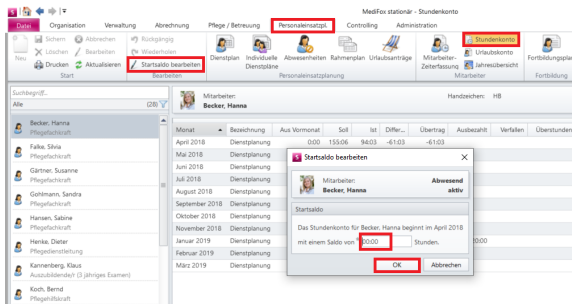 MediFox stationär - MediFox GmbH
Datei Organisation Verwaltung Abrechnung Pflege / Betreuung Personaleinsatzpl. Controlling Administration
Neu
Sichern Abbrechen
Löschen Bearbeiten
Drucken Aktualisieren
Start
Rückgängig
Wiederholen
Startsaldo bearbeiten
Bearbeiten
Dienstplan Individuelle Dienstpläne Abwesenheiten Rahmenplan Urlaubsanträge
Personaleinsatzplanung
Mitarbeiter-Zeiterfassung
Stundenkonto
Urlaubskonto
Jahresübersicht
Mitarbeiter
Fortbildungsplan
Fortbildung
Suchbegriff...
Alle (28)
Becker, Hanna
Pflegefachkraft
Falke, Silvia
Pflegefachkraft
Gärtner, Susanne
Pflegefachkraft
Gohlmann, Sandra
Pflegefachkraft
Hansen, Sabine
Pflegefachkraft
Henke, Dieter
Pflegedienstleitung
Kannenberg, Klaus
Auszubildende/r (3 jähriges Examen)
Koch, Bernd
Pflegehilfskraft
Mitarbeiter: Handzeichen: HB
Becker, Hanna
Monat Bezeichnung Aus Vormonat Soll Ist Differ... Übertrag Ausbezahlt Verfallen Überstunden
April 2018 Dienstplanung 0:00 155:06 94:03 -61:03 -61:03
Mai 2018 Dienstplanung
Juni 2018 Dienstplanung
Juli 2018 Dienstplanung
August 2018 Dienstplanung
September 2018 Dienstplanung
Oktober 2018 Dienstplanung
November 2018 Dienstplanung
Januar 2019 Dienstplanung 20:00
Februar 2019 Dienstplanung
März 2019 Dienstplanung
Startsaldo bearbeiten
Mitarbeiter: Abwesend
Becker, Hanna aktiv
Startsaldo
Das Stundenkonto für Becker, Hanna beginnt im April 2018
mit einem Saldo von * 00:00 Stunden.
OK Abbrechen